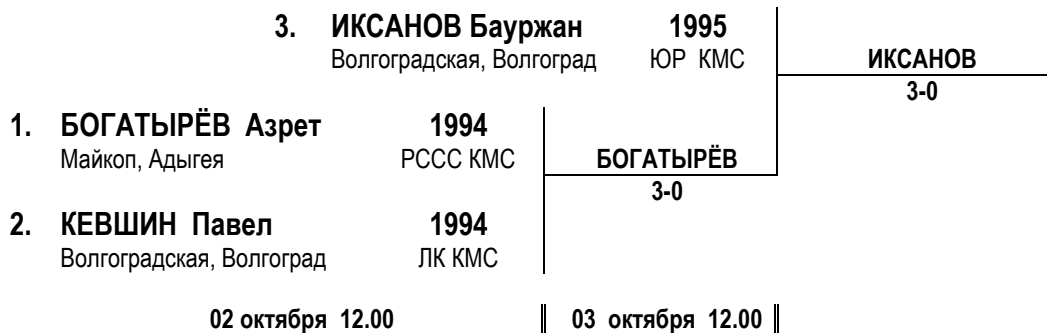 3. ИКСАНОВ Бауржан 1995
Волгоградская, Волгоград ЮР КМС
ИКСАНОВ
3-0
1. БОГАТЫРЁВ Азрет 1994
Майкоп, Адыгея РССС КМС
БОГАТЫРЁВ
3-0
2. КЕВШИН Павел 1994
Волгоградская, Волгоград ЛК КМС
02 октября 12.00 03 октября 12.00